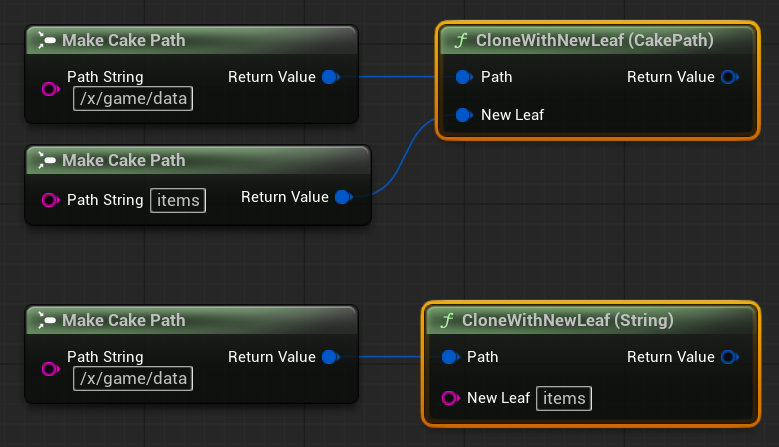 Make Cake Path
Path String
/x/game/data
Return Value
CloneWithNewLeaf (CakePath)
Path
Return Value
New Leaf
Make Cake Path
Path String items
Return Value
Make Cake Path
Path String
/x/game/data
Return Value
CloneWithNewLeaf (String)
Path
Return Value
New Leaf items